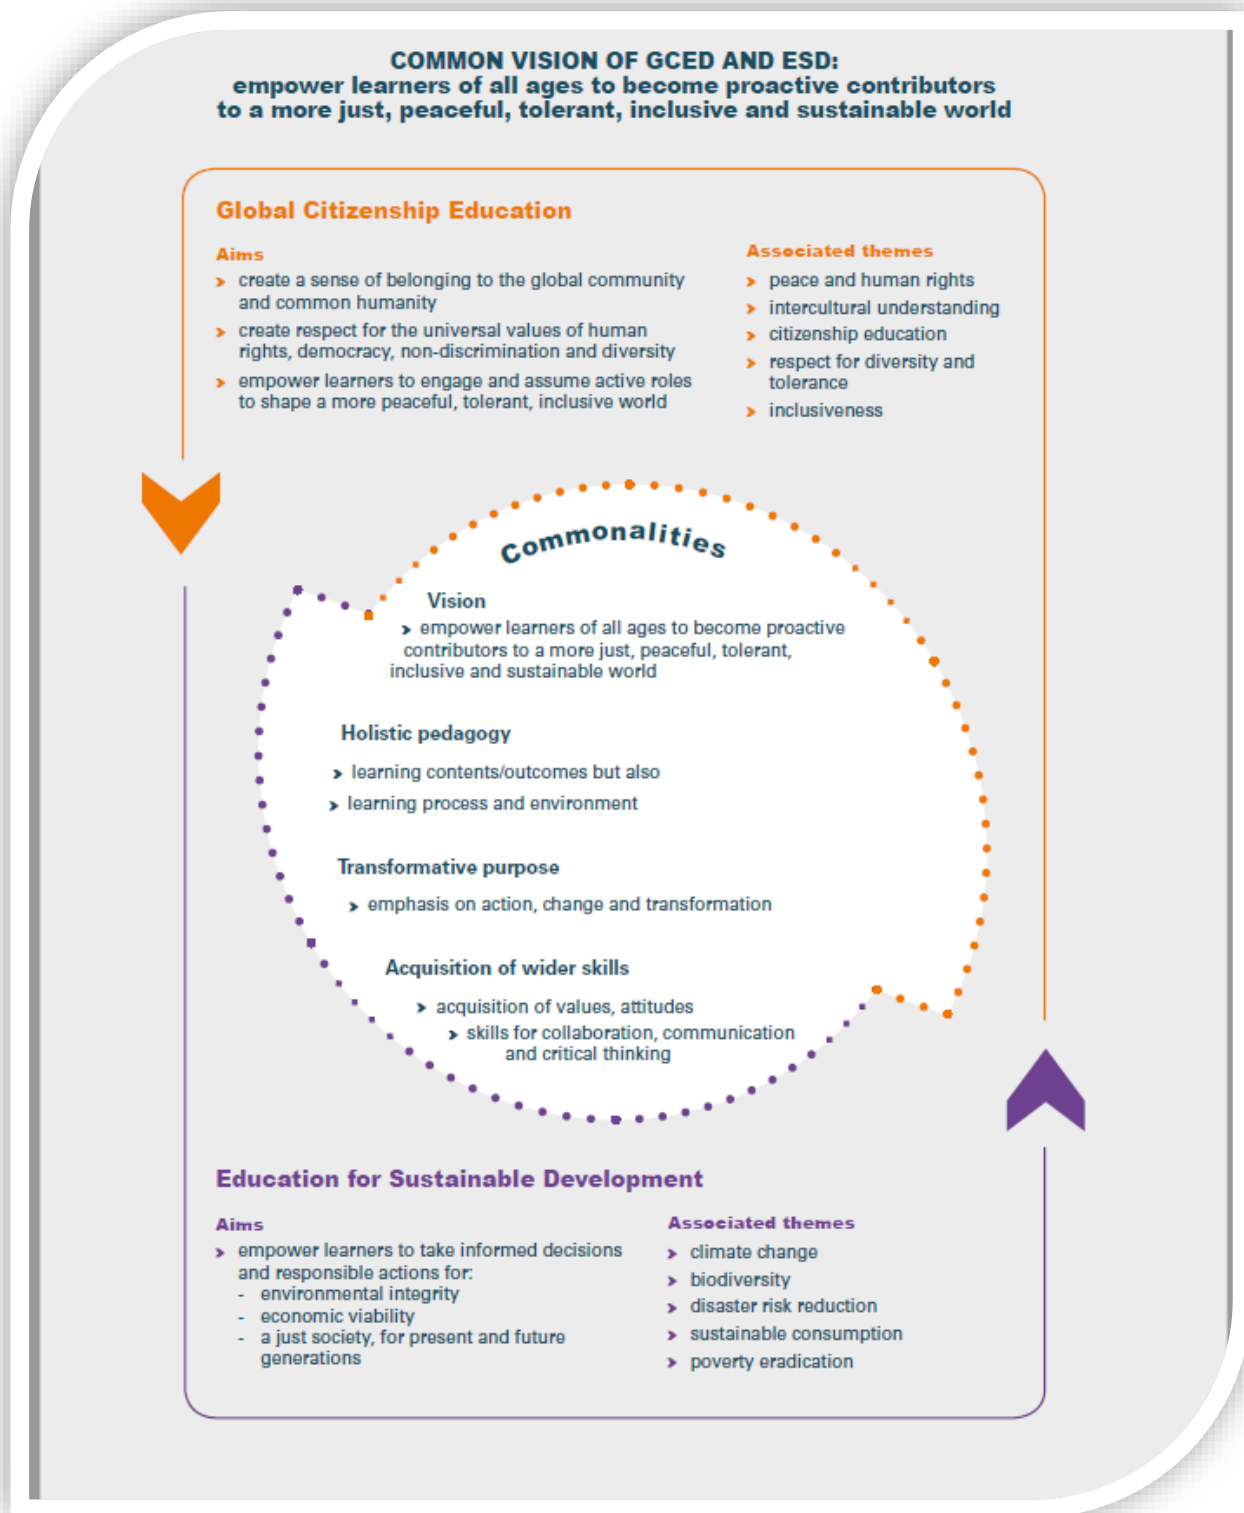 COMMON VISION OF GCED AND ESD:
empower learners of all ages to become proactive contributors
to a more just, peaceful, tolerant, inclusive and sustainable world
Global Citizenship Education
Aims
create a sense of belonging to the global community
and common humanity
create respect for the universal values of human
rights, democracy, non-discrimination and diversity
empower learners to engage and assume active roles
to shape a more peaceful, tolerant, inclusive world
Associated themes
peace and human rights
intercultural understanding
citizenship education
respect for diversity and
tolerance
inclusiveness
Commonalities
Vision
empower learners of all ages to become proactive
contributors to a more just, peaceful, tolerant,
inclusive and sustainable world
Holistic pedagogy
learning contents/outcomes but also
learning process and environment
Transformative purpose
emphasis on action, change and transformation
Acquisition of wider skills
acquisition of values, attitudes
skills for collaboration, communication
and critical thinking
Education for Sustainable Development
Aims
empower learners to take informed decisions
and responsible actions for:
- environmental integrity
- economic viability
- a just society, for present and future
generations
Associated themes
climate change
biodiversity
disaster risk reduction
sustainable consumption
poverty eradication